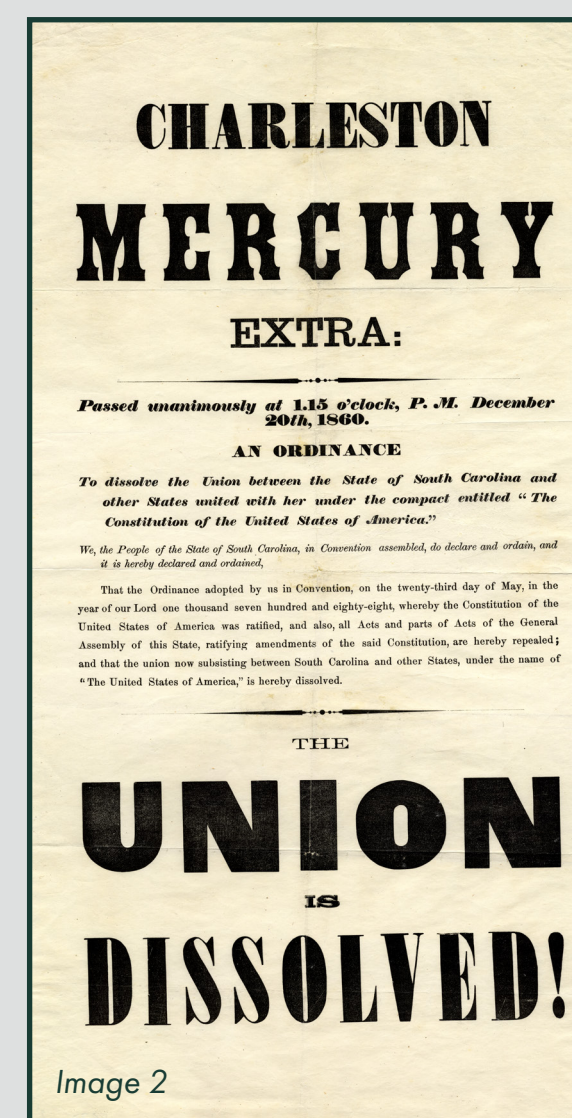 CHARLESTON
MERCURY
EXTRA:
Passed unanimously at 1.15 o'clock, P. M. December
20th, 1860.
AN ORDINANCE
To dissolve the Union between the State of South Carolina and
other States united with her under the compact entitled “ The
Constitution of the United States of America.”
We, the People of the State of South Carolina, in Convention assembled, do declare and ordain, and
it is hereby declared and ordained,
That the Ordinance adopted by us in Convention, on the twenty-third day of May, in the
year of our Lord one thousand seven hundred and eighty-eight, whereby the Constitution of the
United States of America was ratified, and also, all Acts and parts of Acts of the General
Assembly of this State, ratifying amendments of the said Constitution, are hereby repealed;
and that the union now subsisting between South Carolina and other States, under the name of
“The United States of America,” is hereby dissolved.
THE
UNION
IS
DISSOLVED!
Image 2